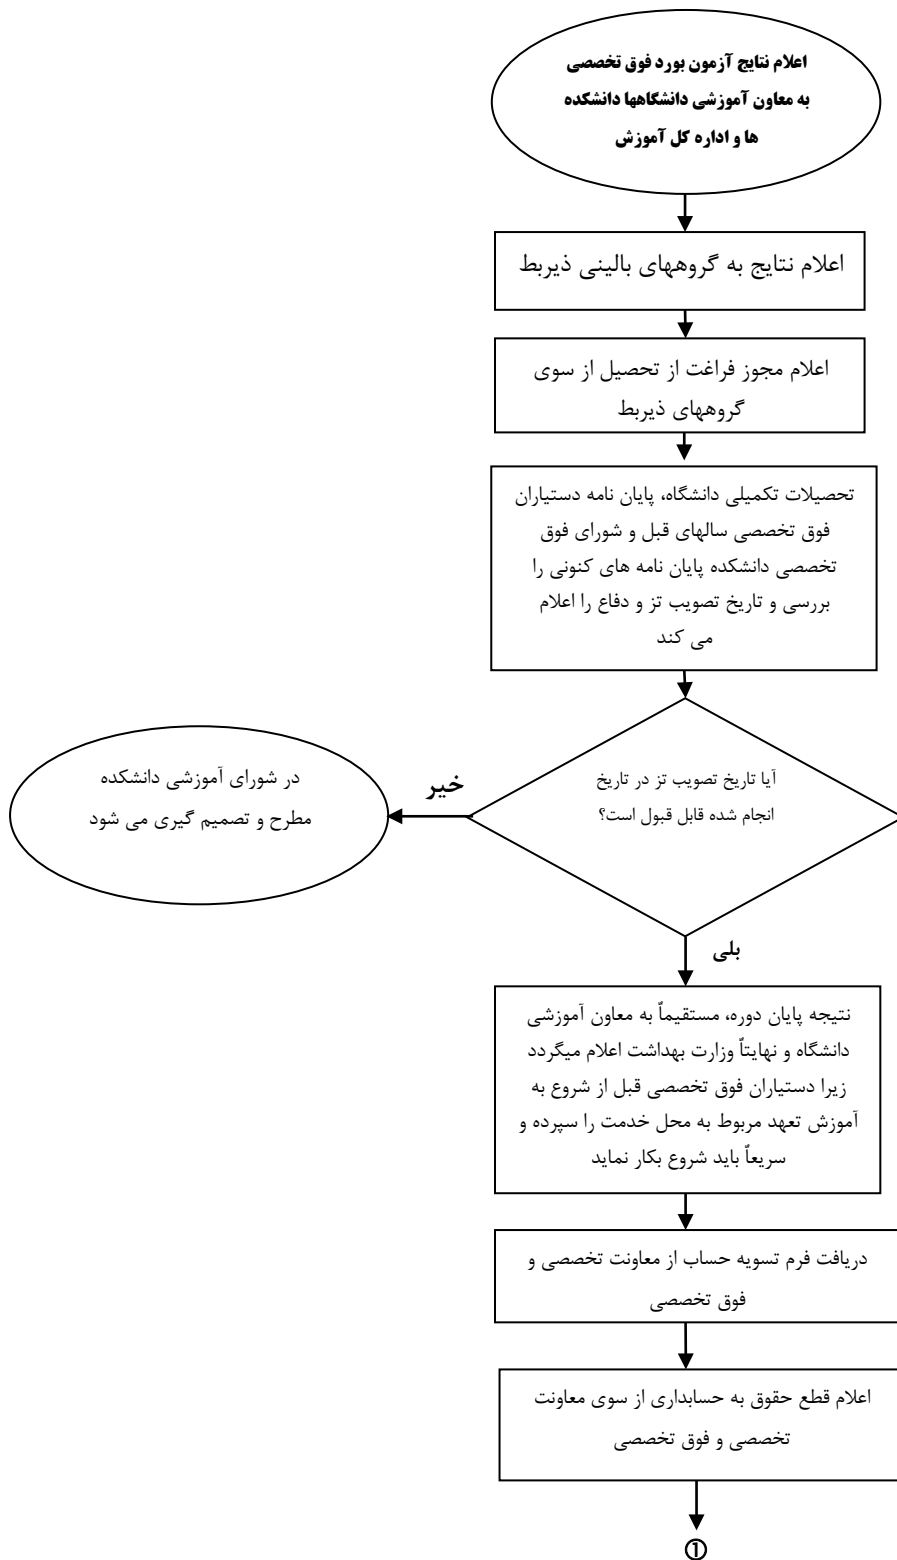 اعلام نتایج آزمون بورد فوق تخصصی
به معاون آموزشی دانشگاهها دانشکده
ها و اداره کل آموزش
اعلام نتایج به گروههای بالینی ذیربط
اعلام مجوز فراغت از تحصیل از سوی
گروههای ذیربط
تحصیلات تکمیلی دانشگاه، پایان نامه دستیاران
فوق تخصصی سالهای قبل و شورای فوق
تخصصی دانشکده پایان نامه های کنونی را
بررسی و تاریخ تصویب تز و دفاع را اعلام
می کند
آیا تاریخ تصویب تز در تاریخ
انجام شده قابل قبول است؟
خیر
در شورای آموزشی دانشکده
مطرح و تصمیم گیری می شود
بلی
نتیجه پایان دوره، مستقیماً به معاون آموزشی
دانشگاه و نهایتاً وزارت بهداشت اعلام میگردد
زیرا دستیاران فوق تخصصی قبل از شروع به
آموزش تعهد مربوط به محل خدمت را سپرده و
سریعاً باید شروع بکار نماید
دریافت فرم تسویه حساب از معاونت تخصصی و
فوق تخصصی
اعلام قطع حقوق به حسابداری از سوی معاونت
تخصصی و فوق تخصصی
①